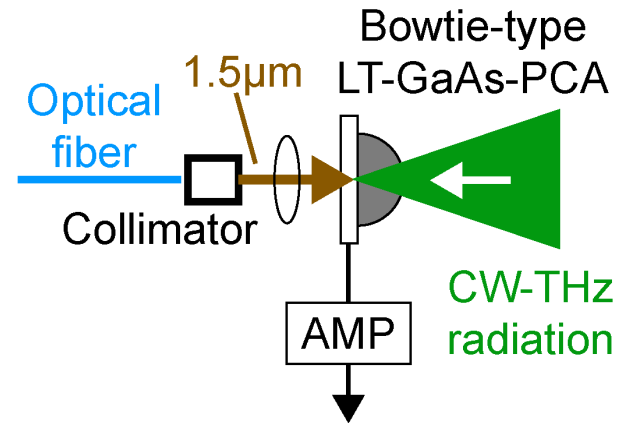 Bowtie-type
LT-GaAs-PCA
1.5µm
Optical
fiber
Collimator
CW-THz
radiation
AMP